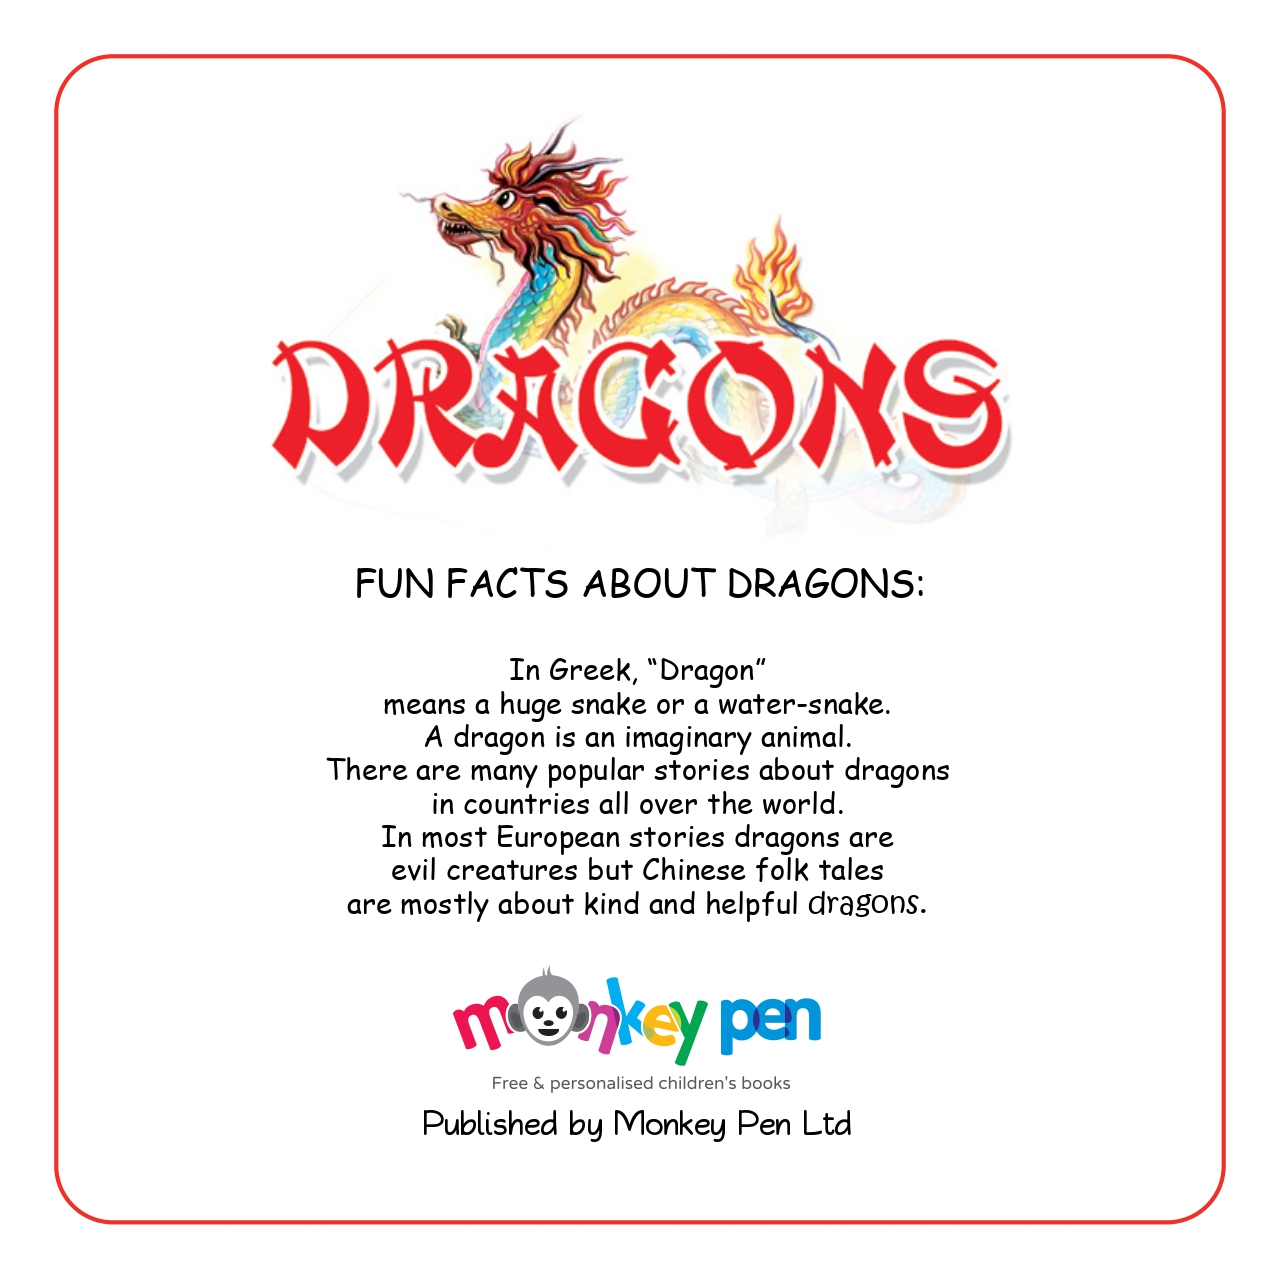 DRAGONS
FUN FACTS ABOUT DRAGONS:
In Greek, “Dragon”
means a huge snake or a water-snake.
A dragon is an imaginary animal.
There are many popular stories about dragons
in countries all over the world.
In most European stories dragons are
evil creatures but Chinese folk tales
are mostly about kind and helpful dragons.
monkey pen
Free & personalised children's books
Published by Monkey Pen Ltd